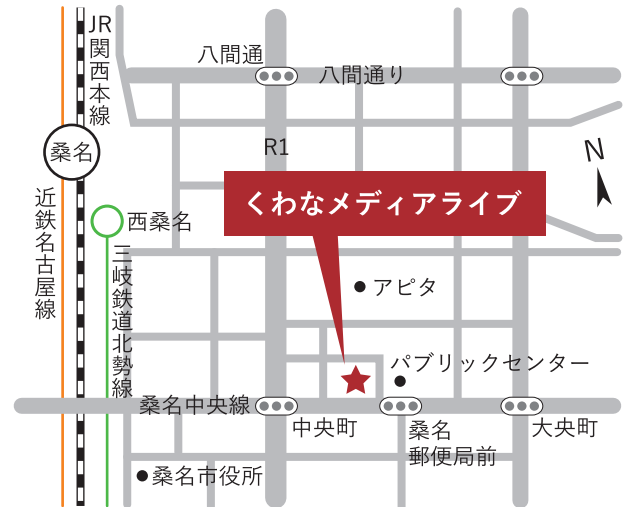 JR関西本線
八間通
八間通り
桑名
R1
N
近鉄名古屋線
西桑名
くわなメディアライブ
三岐鉄道北勢線
アピタ
パブリックセンター
桑名中央線
中央町
桑名
郵便局前
大央町
桑名市役所